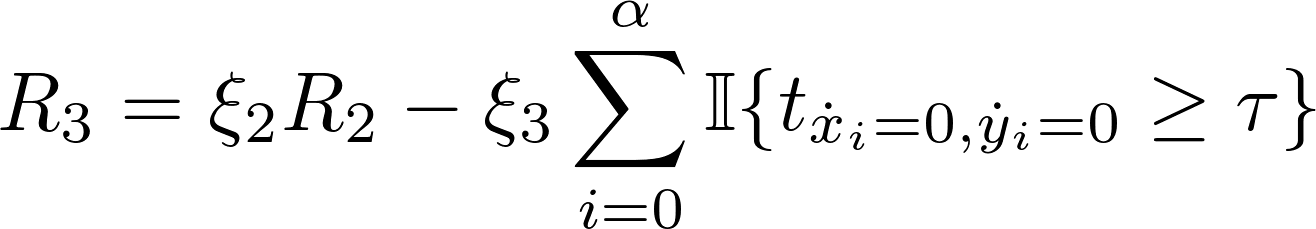 R_3 = \xi_2 R_2 - \xi_3 \sum_{i=0}^{\alpha} \mathbb{I}\{t_{\dot{x}_i=0,\dot{y}_i=0} \geq \tau\}